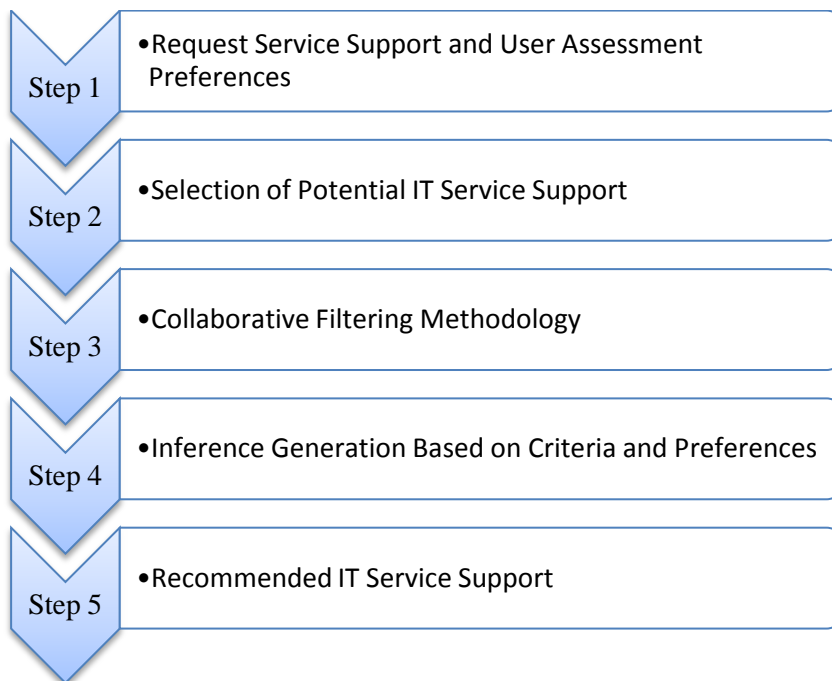 Step 1
•Request Service Support and User Assessment
Preferences
Step 2
•Selection of Potential IT Service Support
Step 3
•Collaborative Filtering Methodology
Step 4
•Inference Generation Based on Criteria and Preferences
Step 5
•Recommended IT Service Support